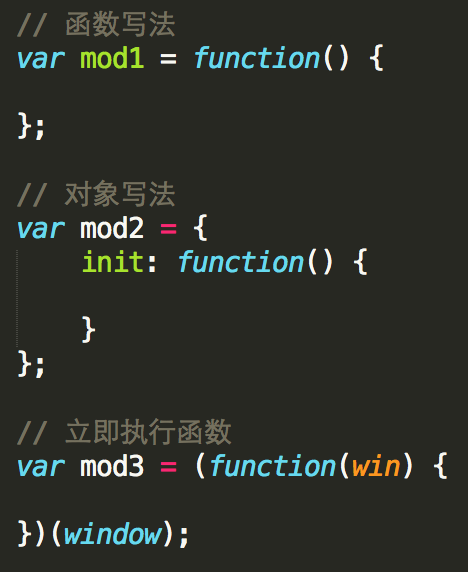 // 函数写法
var mod1 = function() {
};
// 对象写法
var mod2 = {
init: function() {
}
};
// 立即执行函数
var mod3 = (function(win) {
})(window);